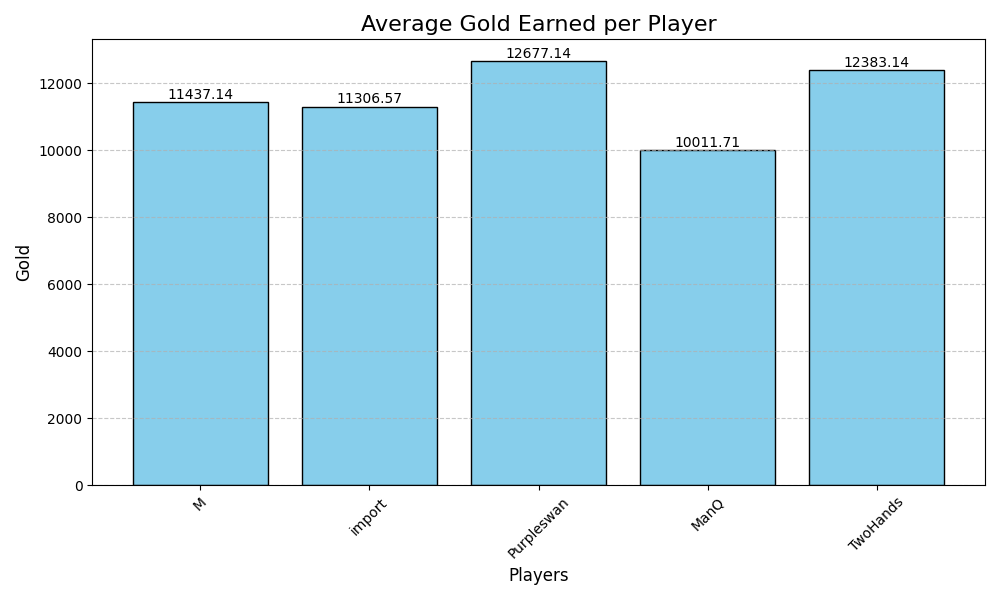 Average Gold Earned per Player
12677.14
12383.14
11437.14
11306.57
10011.71
12000
10000
8000
6000
4000
2000
0
Gold
M
import
Purpleswan
ManQ
TwoHands
Players